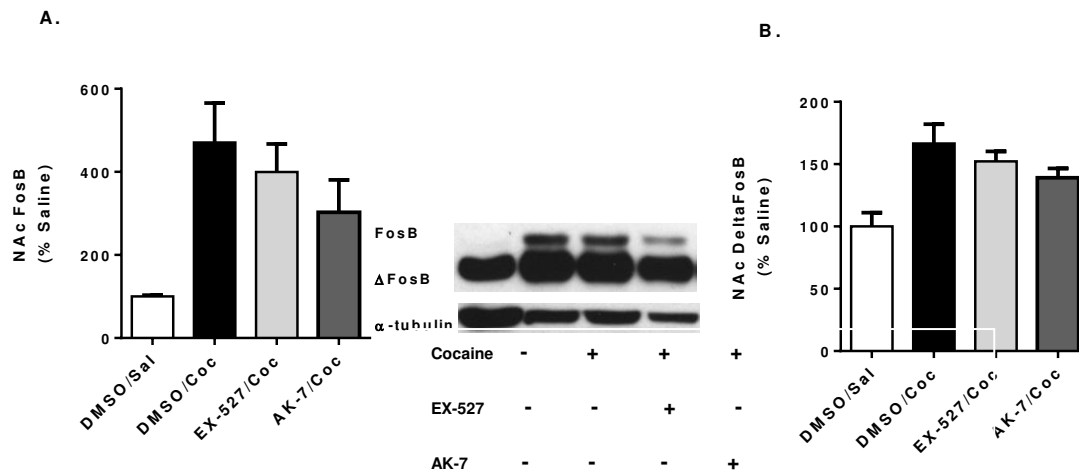 A.
NAc FosB
(% Saline)
600
400
200
0
DMSO/Sal
DMSO/Coc
EX-527/Coc
AK-7/Coc
FosB
ΔFosB
α-tubulin
Cocaine - + + +
EX-527 - - + -
AK-7 - - - +
B.
NAc DeltaFosB
(% Saline)
200
150
100
50
0
DMSO/Sal
DMSO/Coc
EX-527/Coc
AK-7/Coc